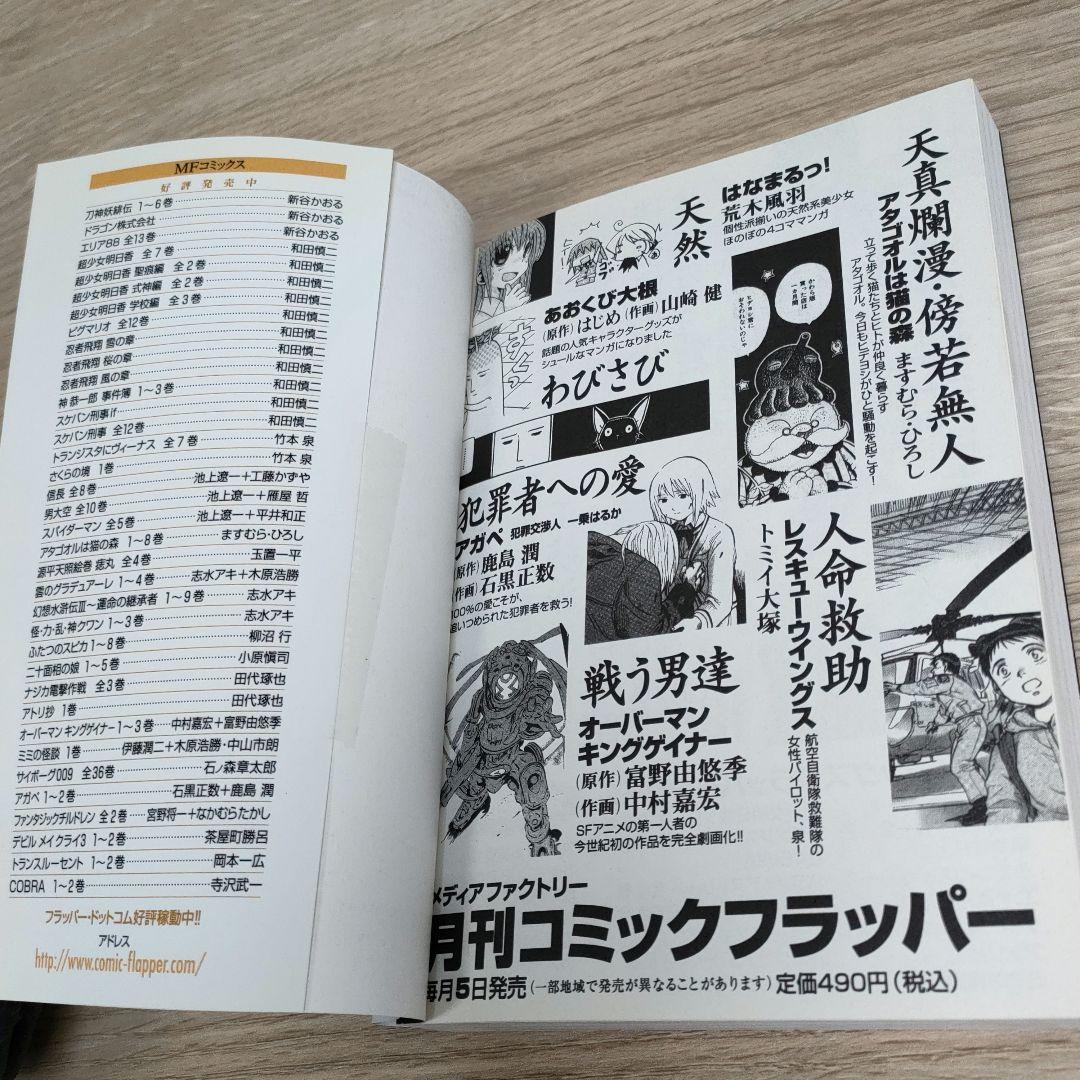 MFコミックス
好評発売中
刀神妖緋伝 1〜6巻 新谷かおる
ドラゴン株式会社 新谷かおる
エリア88 全13巻 新谷かおる
超少女明日香 全7巻 和田慎二
超少女明日香 聖痕編 全2巻 和田慎二
超少女明日香 式神編 全2巻 和田慎二
超少女明日香 学校編 全3巻 和田慎二
ピグマリオ 全12巻 和田慎二
忍者飛翔 雪の章 和田慎二
忍者飛翔 桜の章 和田慎二
忍者飛翔 風の章 和田慎二
神 恭一郎 事件簿 1〜3巻 和田慎二
スケバン刑事if 和田慎二
スケバン刑事 全12巻 和田慎二
トランジスタにヴィーナス 全7巻 竹本 泉
さくらの境 1巻 竹本 泉
信長 全8巻 池上遼一+工藤かずや
男大空 全10巻 池上遼一+雁屋 哲
スパイダーマン 全5巻 池上遼一+平井和正
アタゴオルは猫の森 1〜8巻 ますむら・ひろし
源平天照絵巻 痣丸 全4巻 玉置一平
雲のグラデュアーレ 1〜4巻 志水アキ+木原浩勝
幻想水滸伝Ⅲ〜運命の継承者 1〜9巻 志水アキ
怪・力・乱・神クワン 1〜3巻 志水アキ
ふたつのスピカ 1〜8巻 柳沼 行
二十面相の娘 1〜5巻 小原愼司
ナジカ電撃作戦 全3巻 田代琢也
アトリ抄 1巻 田代琢也
オーバーマン キングゲイナー 1〜3巻 中村嘉宏+富野由悠季
ミミの怪談 1巻 伊藤潤二+木原浩勝・中山市朗
サイボーグ009 全36巻 石ノ森章太郎
アガペ 1〜2巻 石黒正数+鹿島 潤
ファンタジックチルドレン 全2巻 宮野将一+なかむらたかし
デビル メイクライ3 1〜2巻 茶屋町勝呂
トランスルーセント 1〜2巻 岡本一広
COBRA 1〜2巻 寺沢武一
フラッパー・ドットコム好評稼動中!!
アドレス
http://www.comic-flapper.com/
天真爛漫・傍若無人
アタゴオルは猫の森 ますむら・ひろし
立って歩く猫たちとヒトが仲良く暮らす
アタゴオル。今日もヒデヨシがひと騒動を起こす!
天然
はなまるっ!
荒木風羽
個性派揃いの天然系美少女
ほのぼの4コママンガ
あおくび大根
(原作)はじめ(作画)山崎 健
話題の人気キャラクターグッズが
シュールなマンガになりました
わびさび
犯罪者への愛
アガペ 犯罪交渉人 一乗はるか
原作)鹿島 潤
作画)石黒正数
100%の愛こそが、
追いつめられた犯罪者を救う!
人命救助
レスキューウイングス
トミイ大塚
航空自衛隊救難隊の
女性パイロット、泉!
戦う男達
オーバーマン
キングゲイナー
(原作)富野由悠季
(作画)中村嘉宏
SFアニメの第一人者の
今世紀初の作品を完全劇画化!!
メディアファクトリー
月刊コミックフラッパー
毎月5日発売(一部地域で発売が異なることがあります)定価490円(税込)